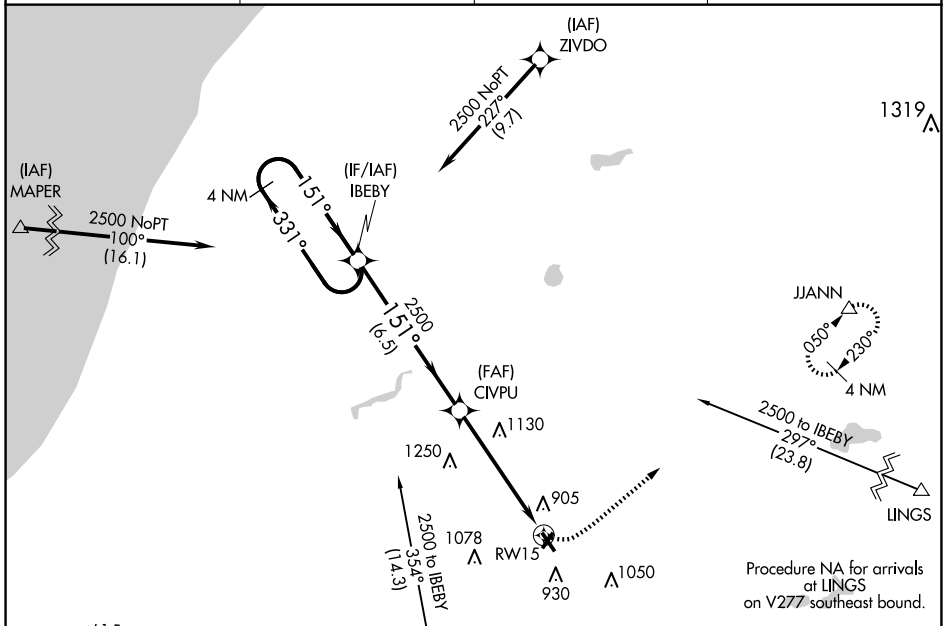 (IAF)
ZIVDO
2500 NoPT
227°
(9.7)
1319
(IAF)
MAPER
2500 NoPT
100°
(16.1)
4 NM
151°
331°
(IF/IAF)
IBEBY
2500
151°
(6.5)
(FAF)
CIVPU
1130
1250
905
1078
RW15
930
1050
2500 to IBEBY
354°
(14.3)
JJANN
050°
230°
4 NM
2500 to IBEBY
297°
(23.8)
LINGS
Procedure NA for arrivals
at LINGS
on V277 southeast bound.